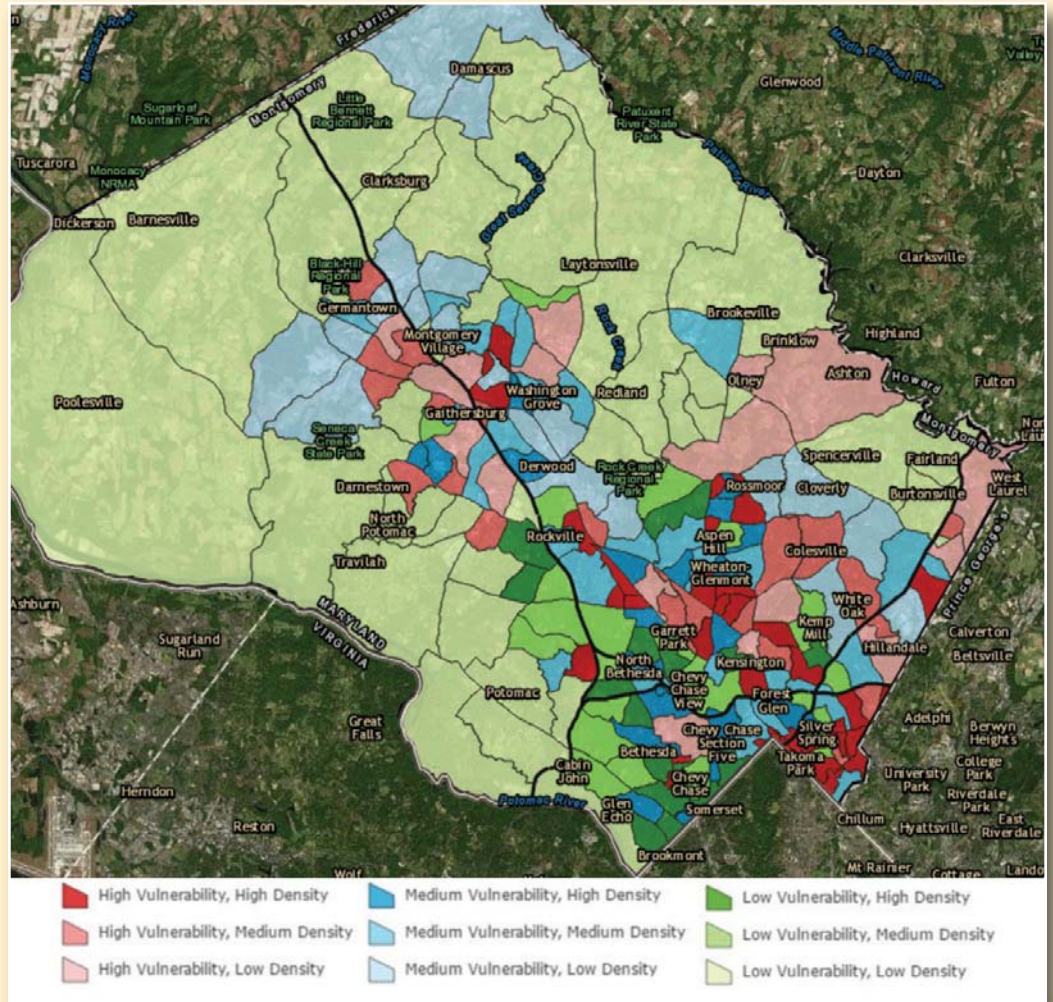 Monocacy River
Frederick
Montgomery
Middle Patuxent River
Valley
Damascus
Glenwood
Sugarloaf
Mountain Park
Little
Bennett
Regional Park
Patuxent
River State
Park
Tuscarora
Monocacy
NRMA
Clarksburg
Great Seneca
Creek
Patuxent River
Dayton
Dickerson
Barnesville
Clarksville
Black Hill
Regional
Park
Laytonsville
Germantown
Rock Creek
Brookeville
Montgomery
Village
Brinklow
Highland
Poolesville
Washington
Grove
Redland
Olney
Ashton
Howard
Montgomery
Fulton
Gaithersburg
Seneca
Creek
State Park
Spencerville
Fairland
West
Laurel
Derwood
Rock Creek
Regional
Park
Rossmoor
Cloverly
Burtonsville
Darnestown
North
Potomac
Rockville
Aspen
Hill
Colesville
Prince George's
Travilah
Wheaton-
Glenmont
Ashburn
MARYLAND
VIRGINIA
White
Oak
Sugarland
Run
Garrett
Park
Kemp
Mill
Calverton
Beltsville
Hillandale
North
Bethesda
Kensington
Potomac
Chevy
Chase
View
Forest
Glen
Great
Falls
Bethesda
Chevy Chase
Section
Five
Silver
Spring
Adelphi
Berwyn
Heights
Takoma
Park
Cabin
John
Chevy
Chase
University
Park
College
Park
Herndon
Potomac River
Glen
Echo
Somerset
Riverdale
Park
Reston
Chillum
Hyattsville
East
Riverdale
Brookmont
Wolf
Mt Rainier
Cottage
Lando
High Vulnerability, High Density
Medium Vulnerability, High Density
Low Vulnerability, High Density
High Vulnerability, Medium Density
Medium Vulnerability, Medium Density
Low Vulnerability, Medium Density
High Vulnerability, Low Density
Medium Vulnerability, Low Density
Low Vulnerability, Low Density